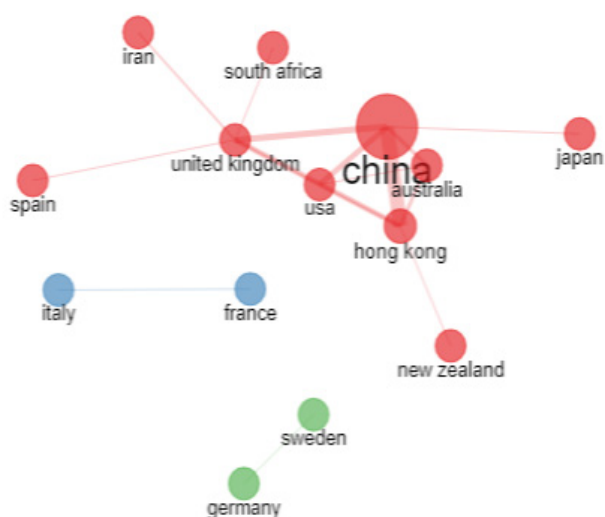 iran
south africa
united kingdom
china
japan
spain
usa
australia
hong kong
italy
france
new zealand
sweden
germany